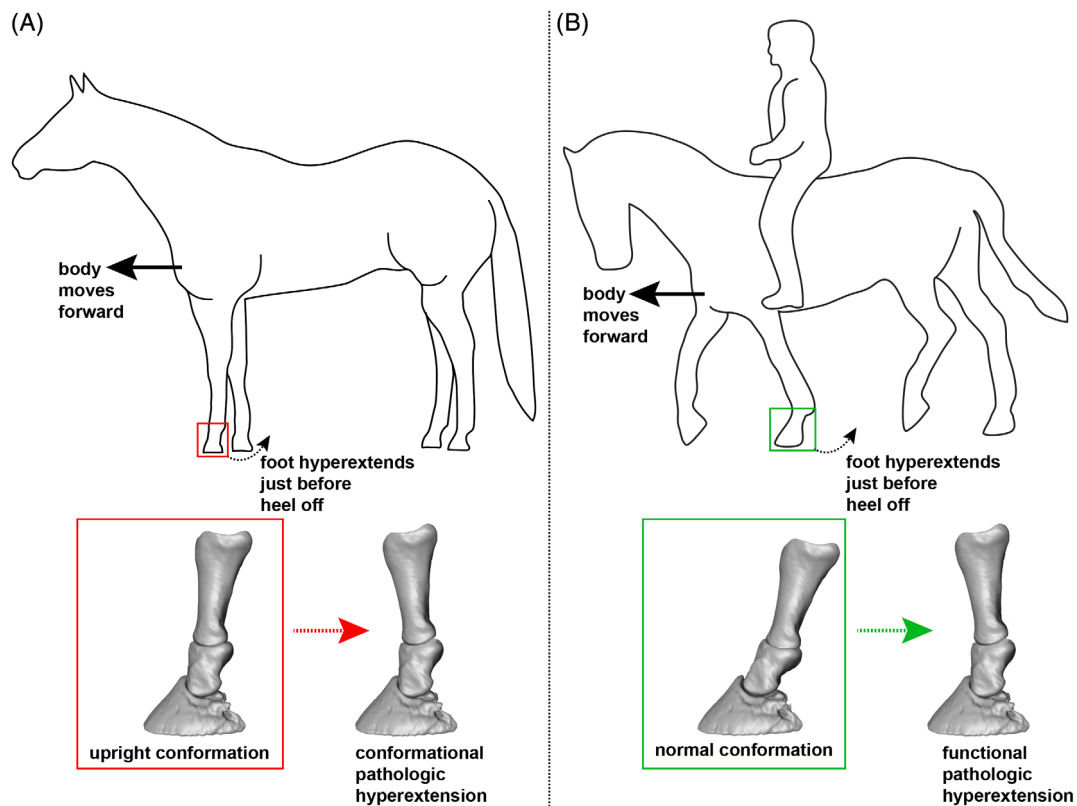 (A)
body
moves
forward
foot hyperextends
just before
heel off
upright conformation
conformational
pathologic
hyperextension
(B)
body
moves
forward
foot hyperextends
just before
heel off
normal conformation
functional
pathologic
hyperextension